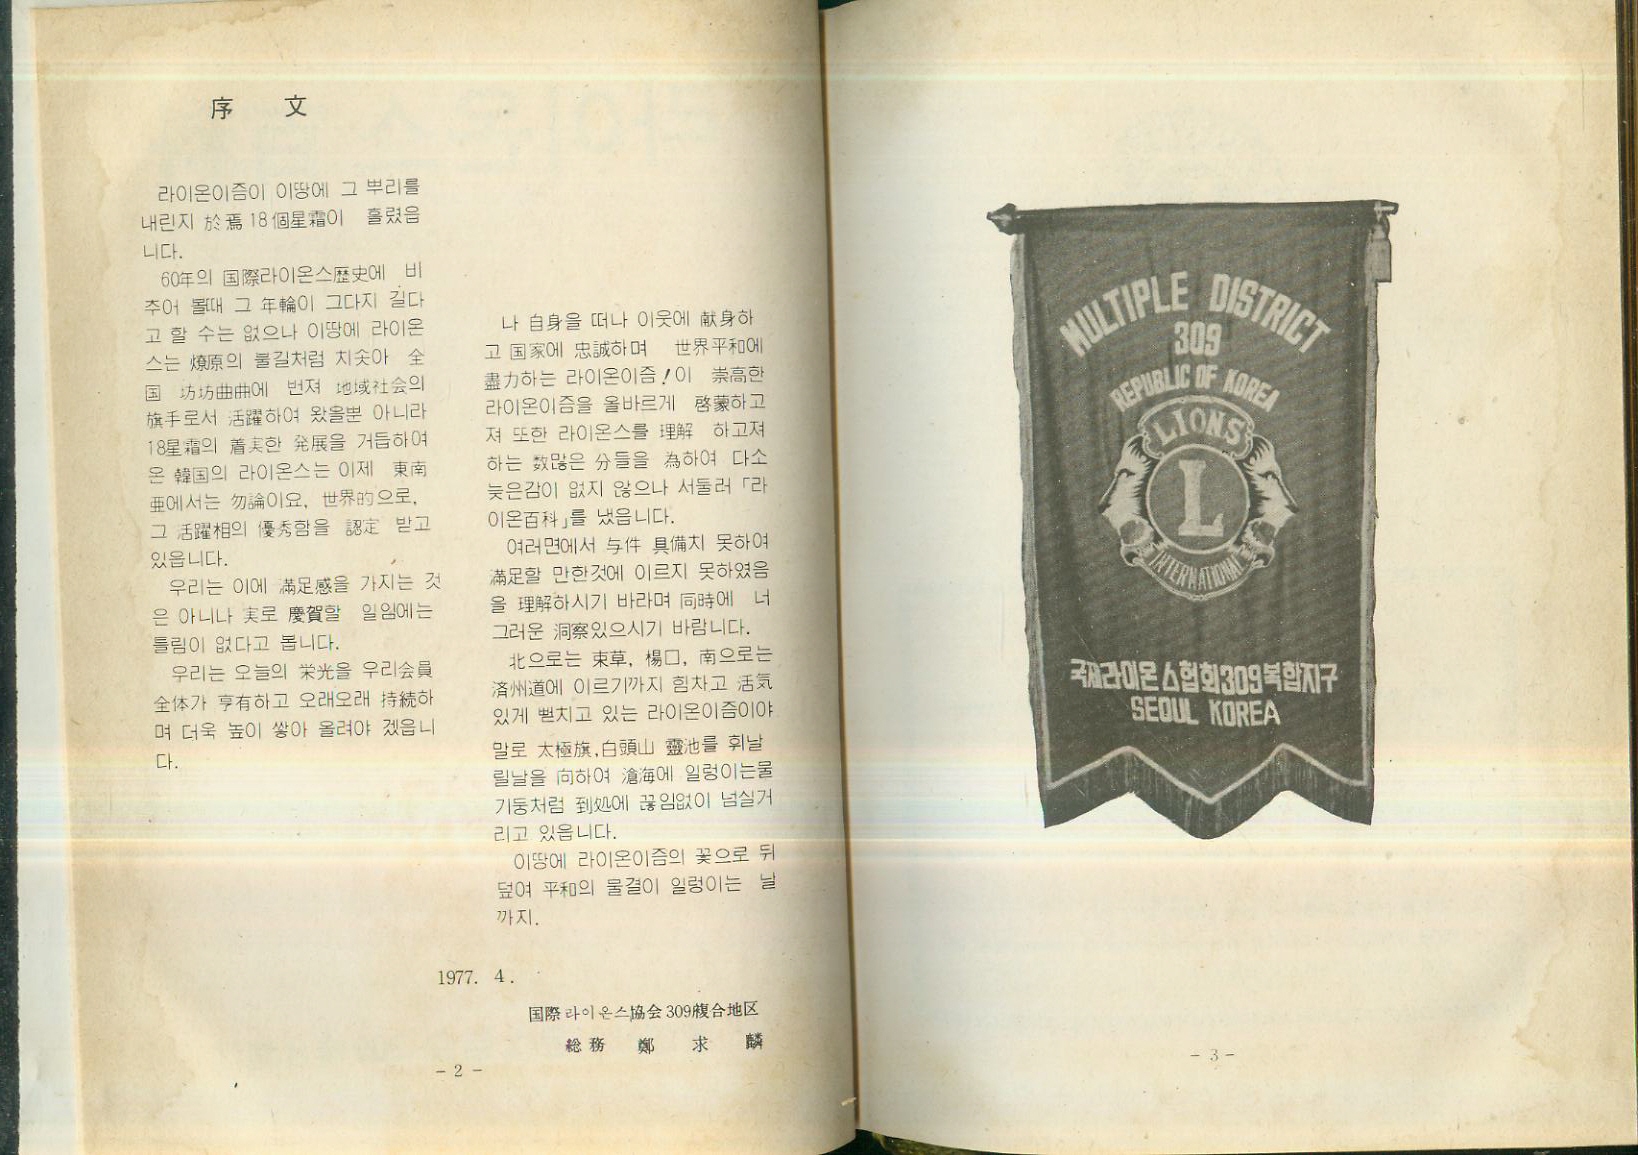 序 文
라이온이즘이 이땅에 그 뿌리를
내린지 於焉 18個星霜이 흘렸음
니다.
60年의 国際라이온스歴史에 비
추어 볼때 그 年輪이 그다지 길다
고 할 수는 없으나 이땅에 라이온
스는 燎原의 불길처럼 치솟아 全
国 坊坊曲曲에 번져 地域社会의
旗手로서 活躍하여 왔을뿐 아니라
18星霜의 着実한 発展을 거듭하여
온 韓国의 라이온스는 이제 東南
亜에서는 勿論이요, 世界的으로,
그 活躍相의 優秀함을 認定 받고
있읍니다.
우리는 이에 滿足感을 가지는 것
은 아니나 実로 慶賀할 일임에는
틀림이 없다고 봅니다.
우리는 오늘의 栄光을 우리会員
全体가 享有하고 오래오래 持続하
며 더욱 높이 쌓아 올려야 겠읍니
다.
나 自身을 떠나 이웃에 献身하
고 国家에 忠誠하며 世界平和에
盡力하는 라이온이즘!이 崇高한
라이온이즘을 올바르게 啓蒙하고
져 또한 라이온스를 理解 하고져
하는 数많은 分들을 為하여 다소
늦은감이 없지 않으나 서둘러 「라
이온百科」를 냈읍니다.
여러면에서 与件 具備치 못하여
滿足할 만한것에 이르지 못하였음
을 理解하시기 바라며 同時에 너
그러운 洞察있으시기 바랍니다.
北으로는 束草, 楊口, 南으로는
済州道에 이르기까지 힘차고 活気
있게 뻗치고 있는 라이온이즘이야
말로 太極旗,白頭山 靈池를 휘날
릴날을 向하여 滄海에 일렁이는물
기둥처럼 到処에 끊임없이 넘실거
리고 있읍니다.
이땅에 라이온이즘의 꽃으로 뒤
덮여 平和의 물결이 일렁이는 날
까지.
1977. 4.
国際라이온스協会309複合地区
総務 鄭 求 麟
- 2 -
MULTIPLE DISTRICT
309
REPUBLIC OF KOREA
LIONS
L
INTERNATIONAL
국제라이온스협회309복합지구
SEOUL KOREA
- 3 -